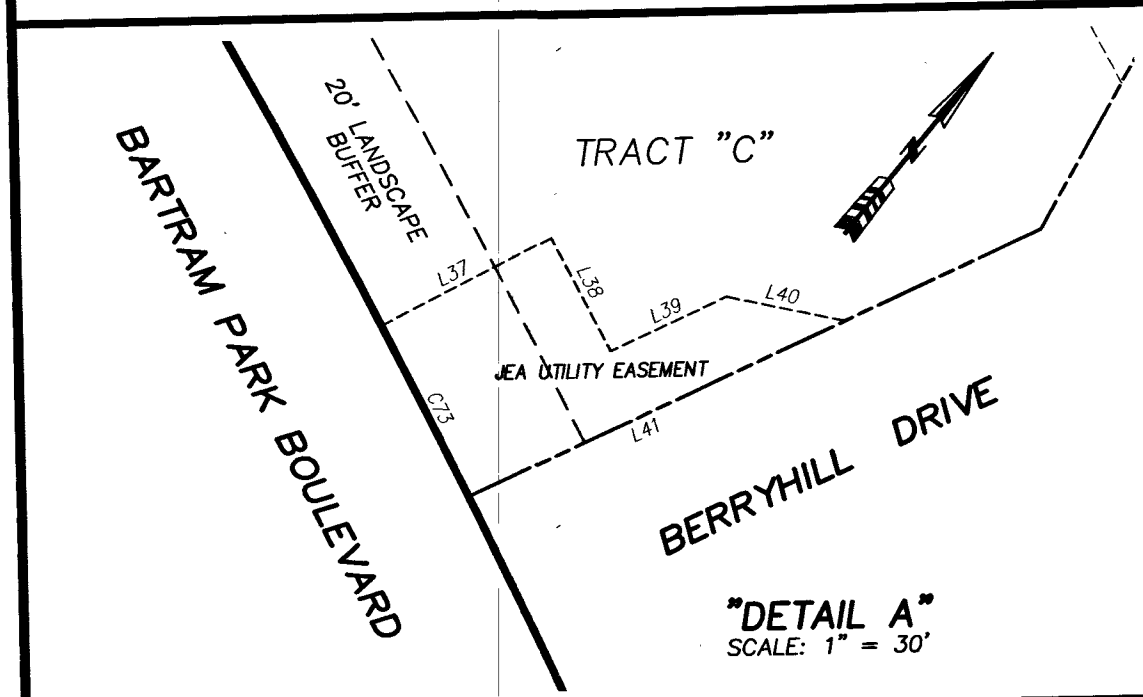 BARTRAM PARK BOULEVARD
20' LANDSCAPE
BUFFER
TRACT "C"
N
L37
L38
L39
L40
JEA UTILITY EASEMENT
C73
L41
BERRYHILL DRIVE
"DETAIL A"
SCALE: 1" = 30'